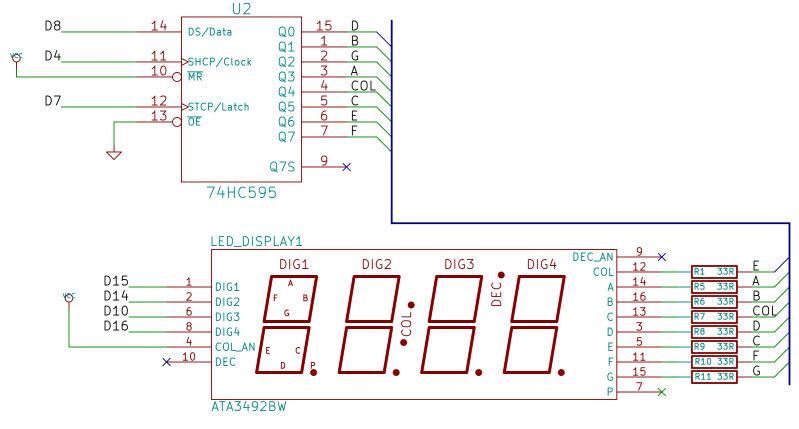 U2
D8 14 DS/Data Q0 15 D
Q1 1 B
D4 11 SHCP/Clock Q2 2 G
VCC 10 MR Q3 3 A
Q4 4 COL
D7 12 STCP/Latch Q5 5 C
13 OE Q6 6 E
Q7 7 F
Q7S 9
74HC595
LED_DISPLAY1
DEC_AN 9
DIG1 DIG2 DIG3 DIG4
COL 12 R1 33R E
D15 1 DIG1 A 14 R5 33R A
D14 2 DIG2 B 16 R6 33R B
D10 6 DIG3 C 13 R7 33R COL
D16 8 DIG4 D 3 R8 33R D
VCC 4 COL_AN E 5 R9 33R C
10 DEC F 11 R10 33R F
G 15 R11 33R G
P 7
A
F B
G
E C
D P
COL
DEC
ATA3492BW